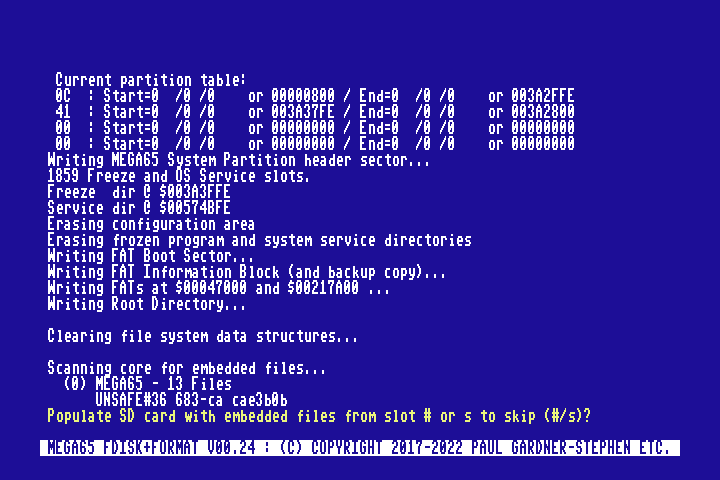 Current partition table:
0C : Start=0 /0 /0 or 00000800 / End=0 /0 /0 or 003A2FFE
41 : Start=0 /0 /0 or 003A37FE / End=0 /0 /0 or 003A2800
00 : Start=0 /0 /0 or 00000000 / End=0 /0 /0 or 00000000
00 : Start=0 /0 /0 or 00000000 / End=0 /0 /0 or 00000000
Writing MEGA65 System Partition header sector...
1859 Freeze and OS Service slots.
Freeze dir @ $003A3FFE
Service dir @ $00574BFE
Erasing configuration area
Erasing frozen program and system service directories
Writing FAT Boot Sector...
Writing FAT Information Block (and backup copy)...
Writing FATs at $00047000 and $00217A00 ...
Writing Root Directory...
Clearing file system data structures...
Scanning core for embedded files...
(0) MEGA65 - 13 Files
UNSAFE#36 683-ca cae3b0b
Populate SD card with embedded files from slot # or s to skip (#/s)?
MEGA65 FDISK+FORMAT V00.24 : (C) COPYRIGHT 2017-2022 PAUL GARDNER-STEPHEN ETC.